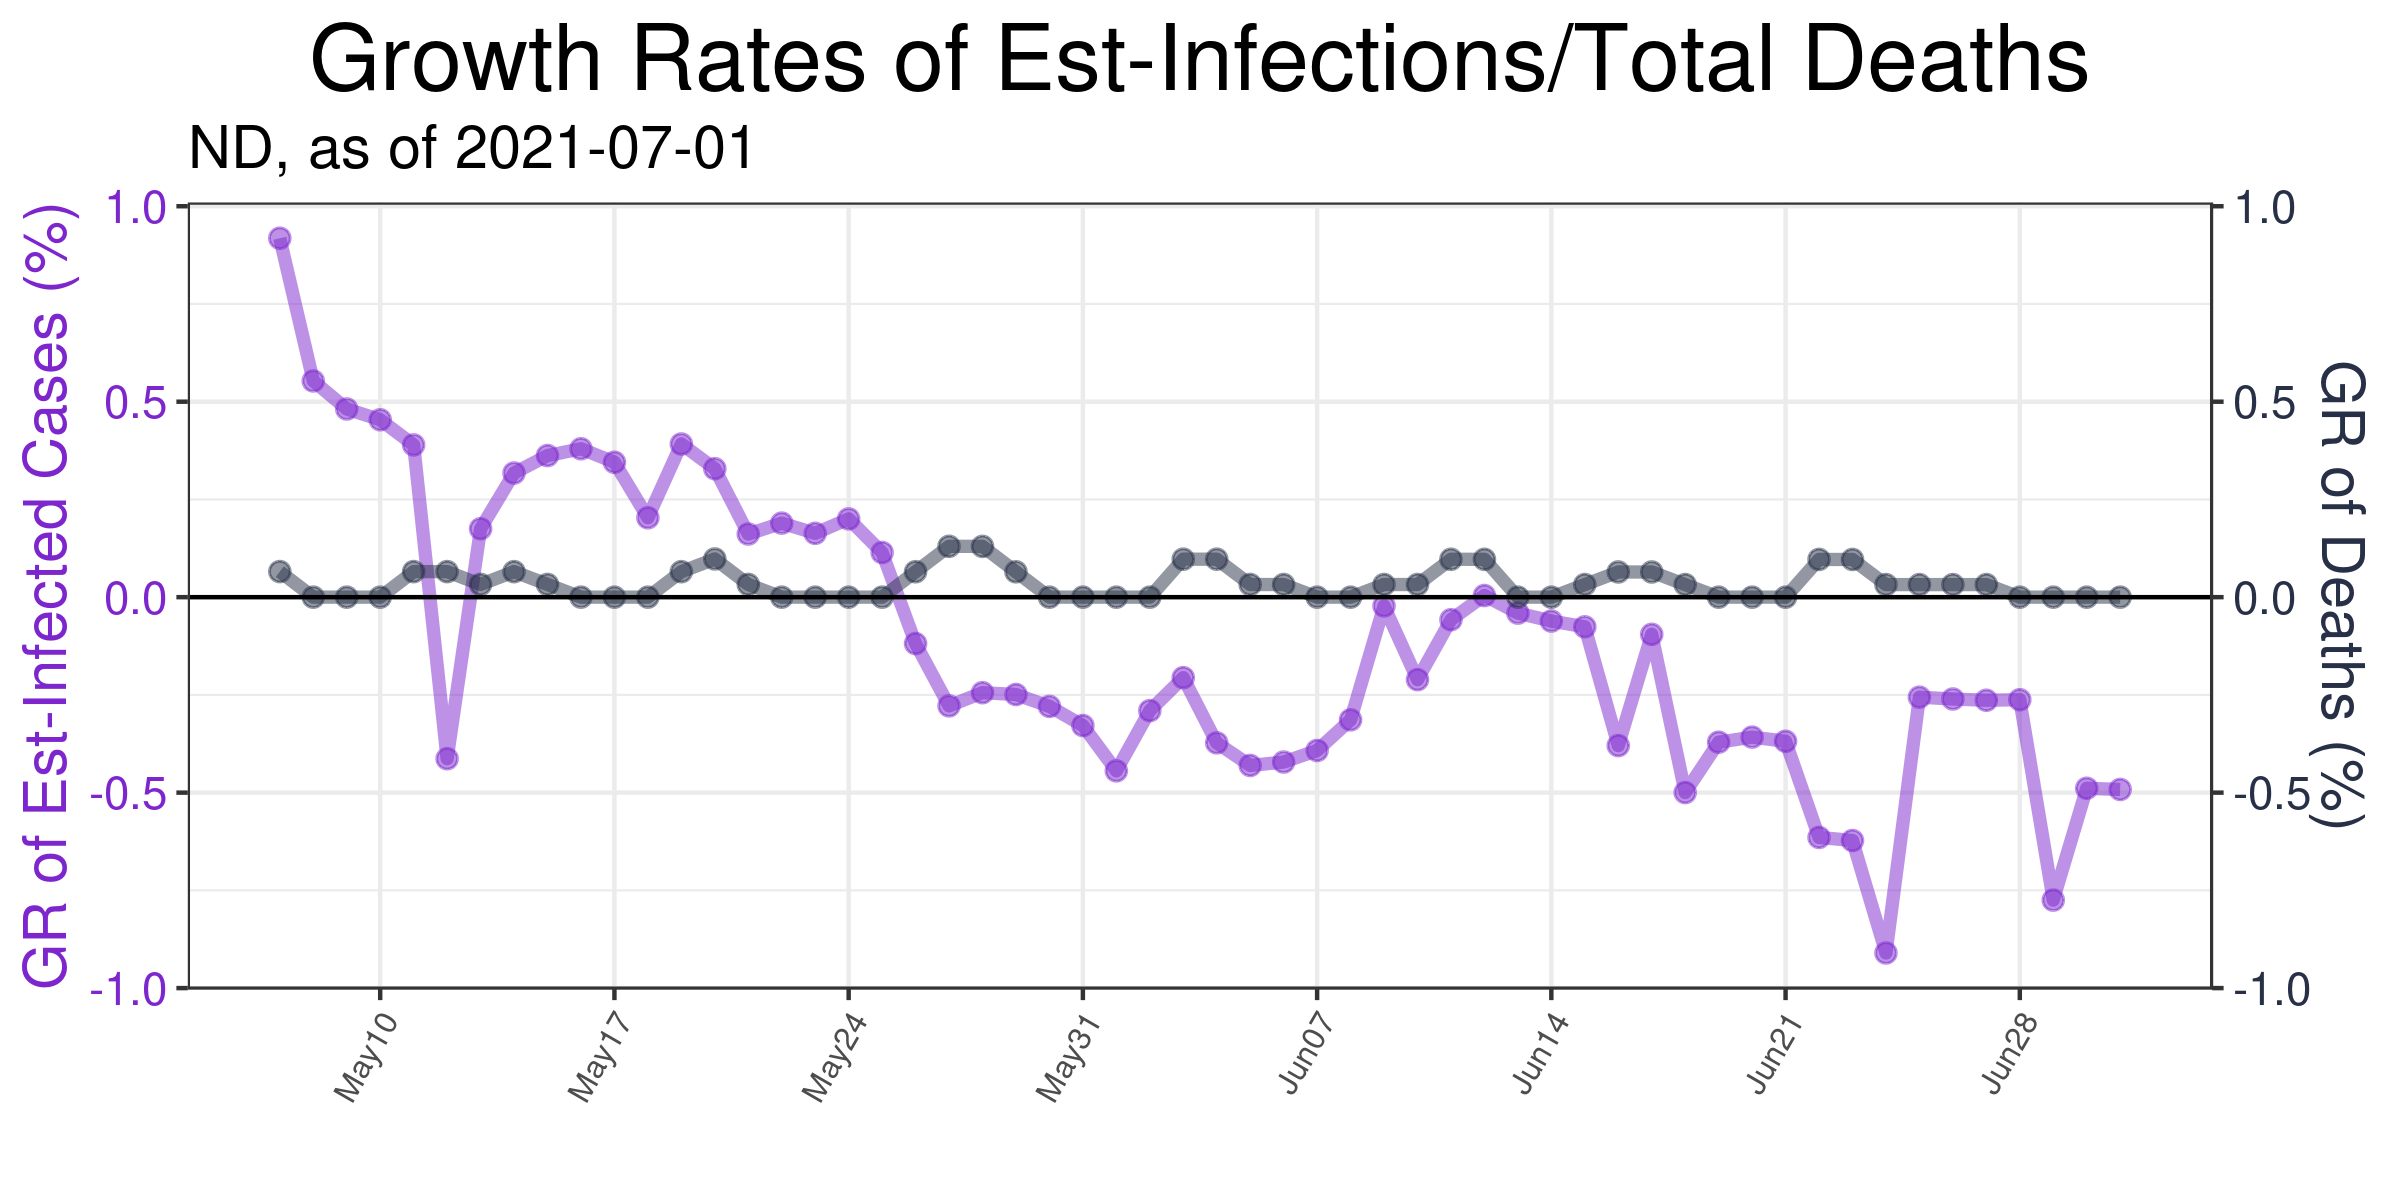 Growth Rates of Est-Infections/Total Deaths
ND, as of 2021-07-01
GR of Est-Infected Cases (%)
1.0
0.5
0.0
-0.5
-1.0
1.0
0.5
0.0
-0.5
-1.0
GR of Deaths (%)
May10
May17
May24
May31
Jun07
Jun14
Jun21
Jun28